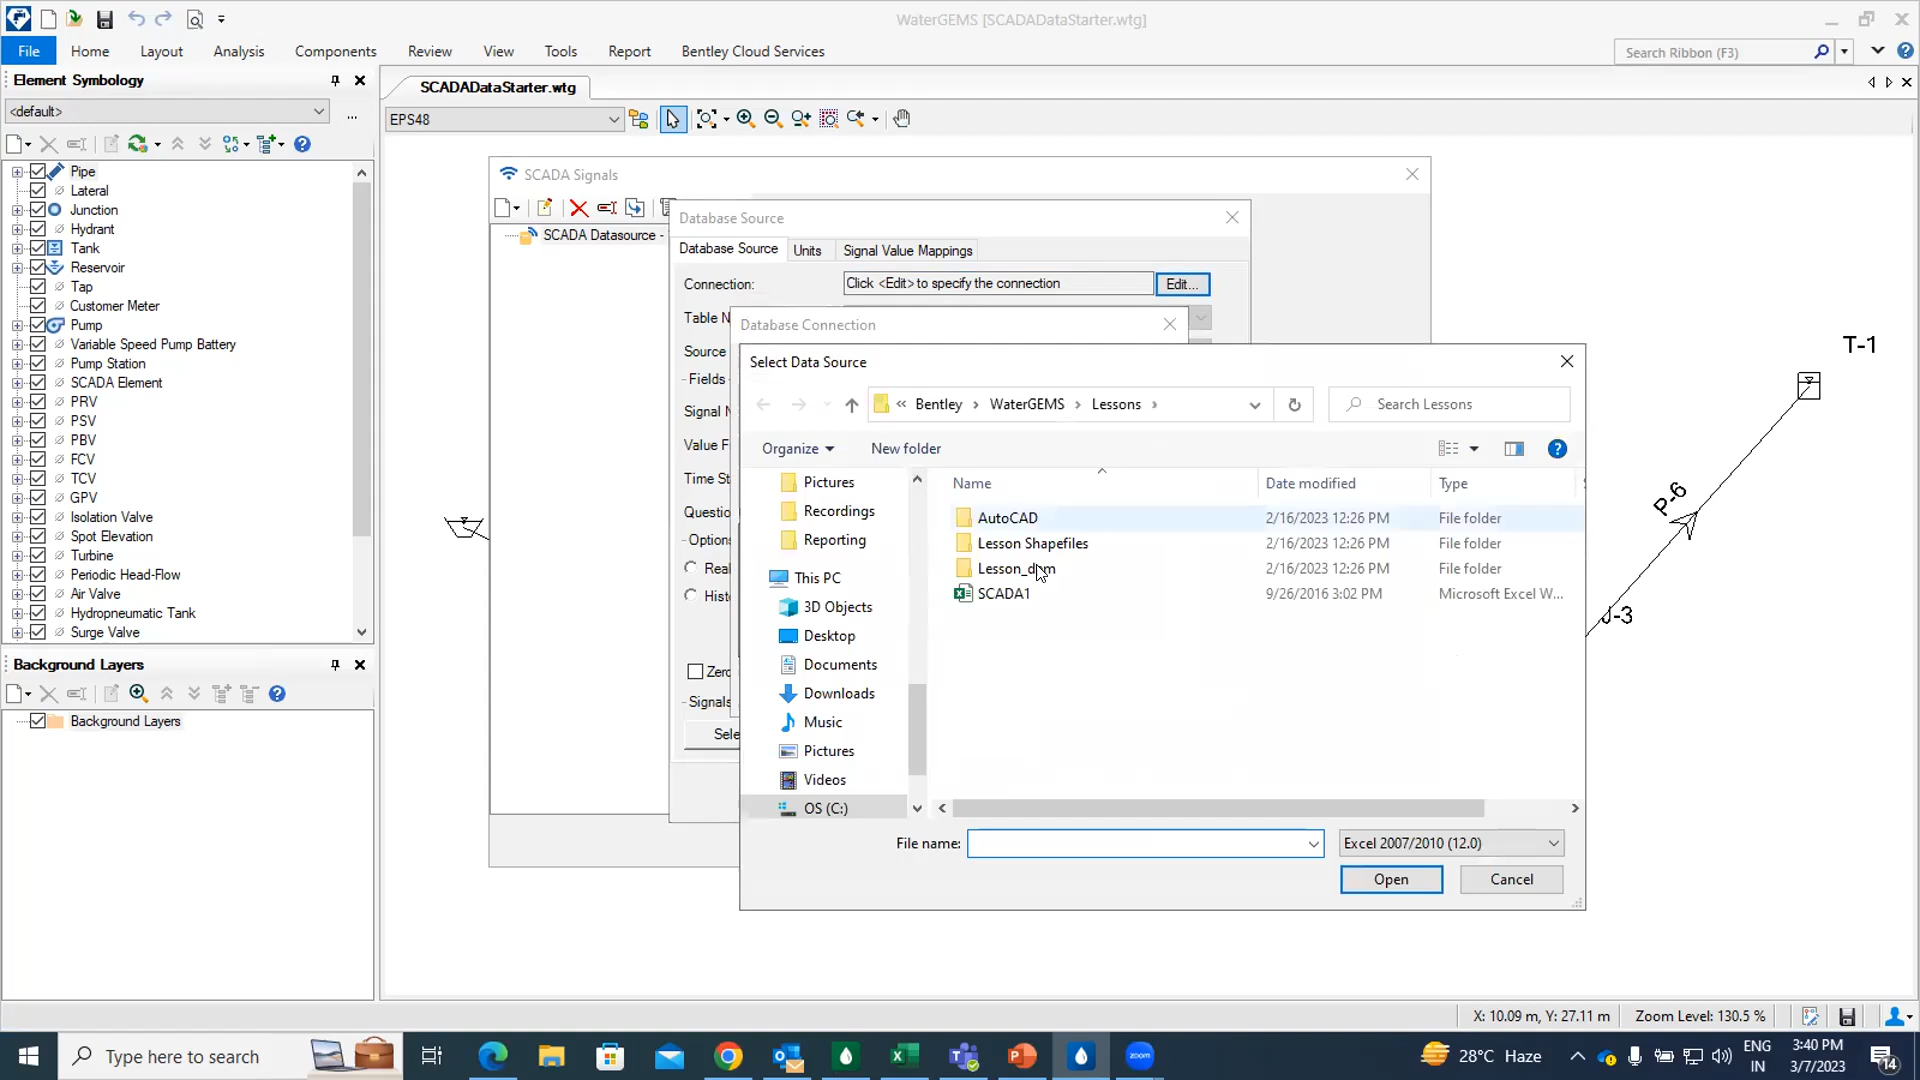 WaterGEMS [SCADADataStarter.wtg]
File Home Layout Analysis Components Review View Tools Report Bentley Cloud Services
Search Ribbon (F3)
Element Symbology
<default>
...
Pipe
Lateral
Junction
Hydrant
Tank
Reservoir
Tap
Customer Meter
Pump
Variable Speed Pump Battery
Pump Station
SCADA Element
PRV
PSV
PBV
FCV
TCV
GPV
Isolation Valve
Spot Elevation
Turbine
Periodic Head-Flow
Air Valve
Hydropneumatic Tank
Surge Valve
Background Layers
Background Layers
SCADADataStarter.wtg
EPS48
SCADA Signals
SCADA Datasource -
Database Source
Database Source Units Signal Value Mappings
Connection: Click <Edit> to specify the connection Edit...
Table N
Source
Fields
Signal N
Value F
Time St
Questio
Options
Real
Histo
Zero
Signals
Sele
Database Connection
Select Data Source
« Bentley › WaterGEMS › Lessons ›
Search Lessons
Organize New folder
Pictures
Recordings
Reporting
This PC
3D Objects
Desktop
Documents
Downloads
Music
Pictures
Videos
OS (C:)
Name Date modified Type
AutoCAD 2/16/2023 12:26 PM File folder
Lesson Shapefiles 2/16/2023 12:26 PM File folder
2/16/2023 12:26 PM File folder
SCADA1 9/26/2016 3:02 PM Microsoft Excel W...
File name: Excel 2007/2010 (12.0)
Open Cancel
T-1
P-6
J-3
X: 10.09 m, Y: 27.11 m Zoom Level: 130.5 %
Type here to search
zoom
28°C Haze
ENG
IN
3:40 PM
3/7/2023
14